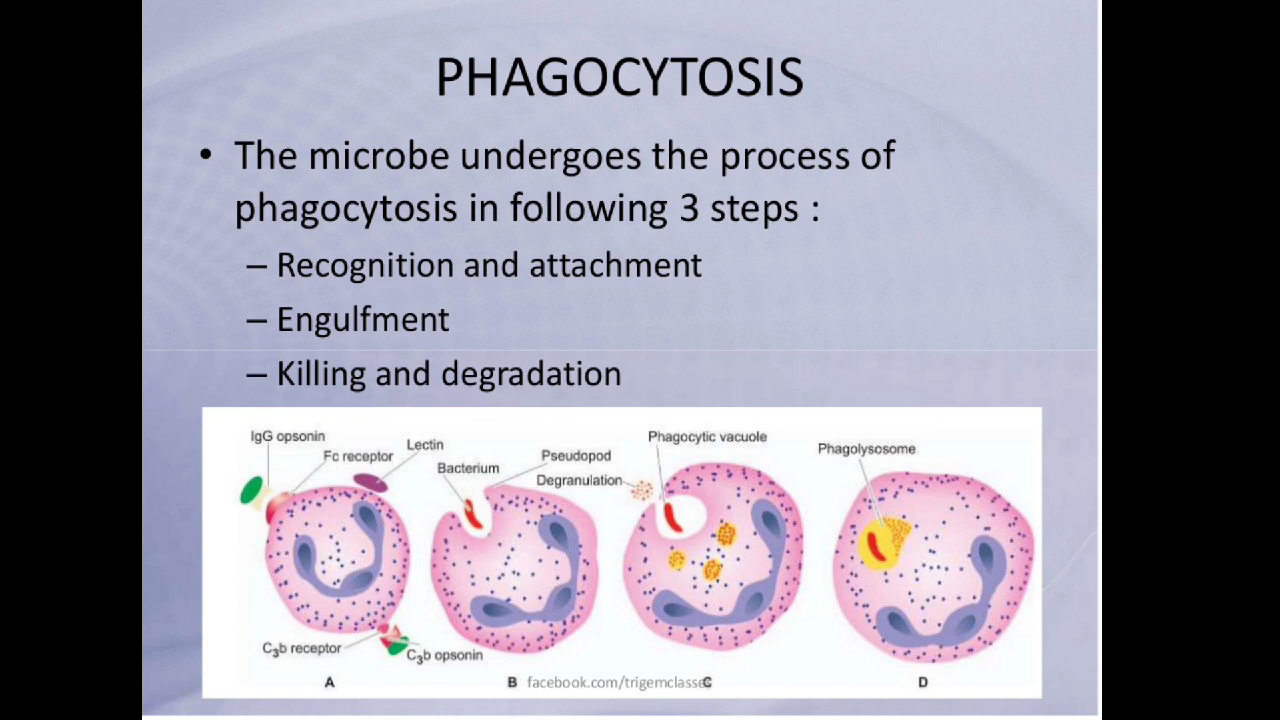 PHAGOCYTOSIS
• The microbe undergoes the process of
phagocytosis in following 3 steps :
– Recognition and attachment
– Engulfment
– Killing and degradation
IgG opsonin
Fc receptor
Lectin
Bacterium
Pseudopod
Degranulation
Phagocytic vacuole
Phagolysosome
C3b receptor
C3b opsonin
A
B
facebook.com/trigemclasses
C
D